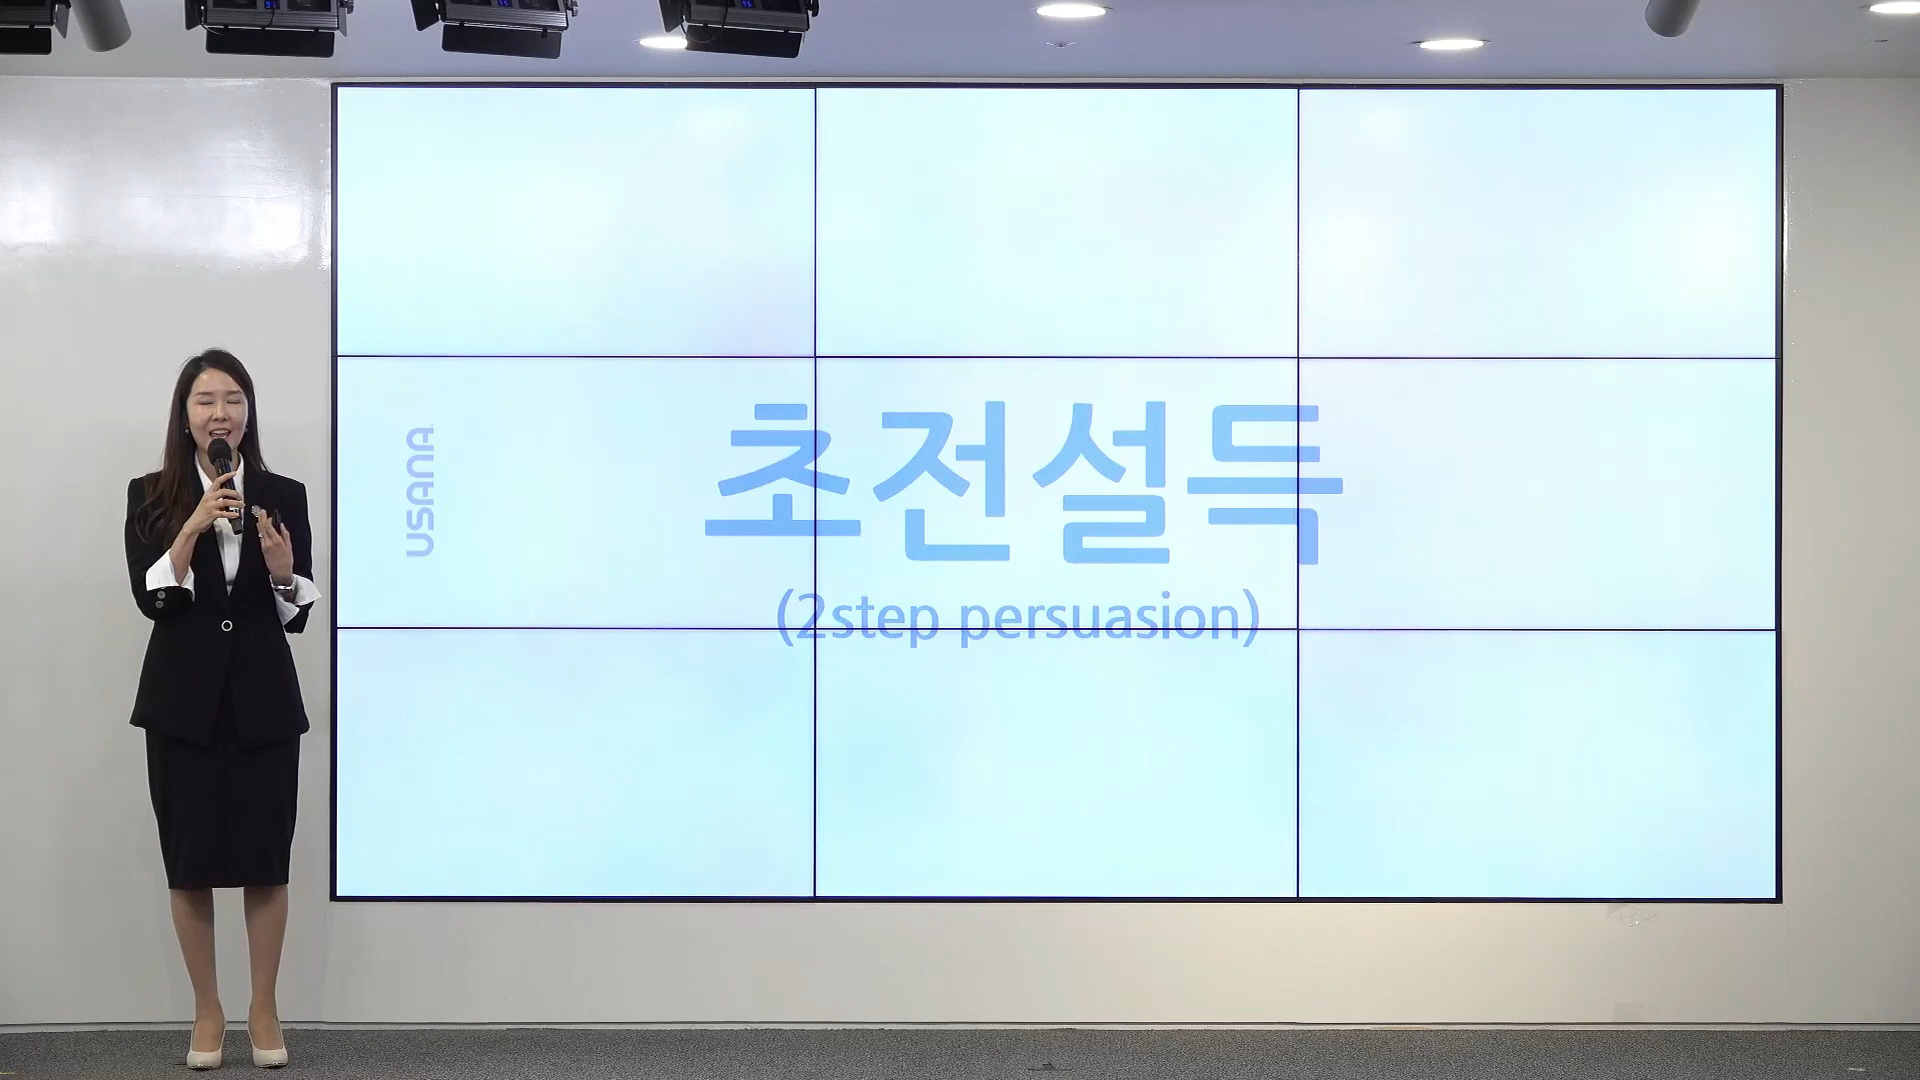 USANA
초전설득
(2step persuasion)